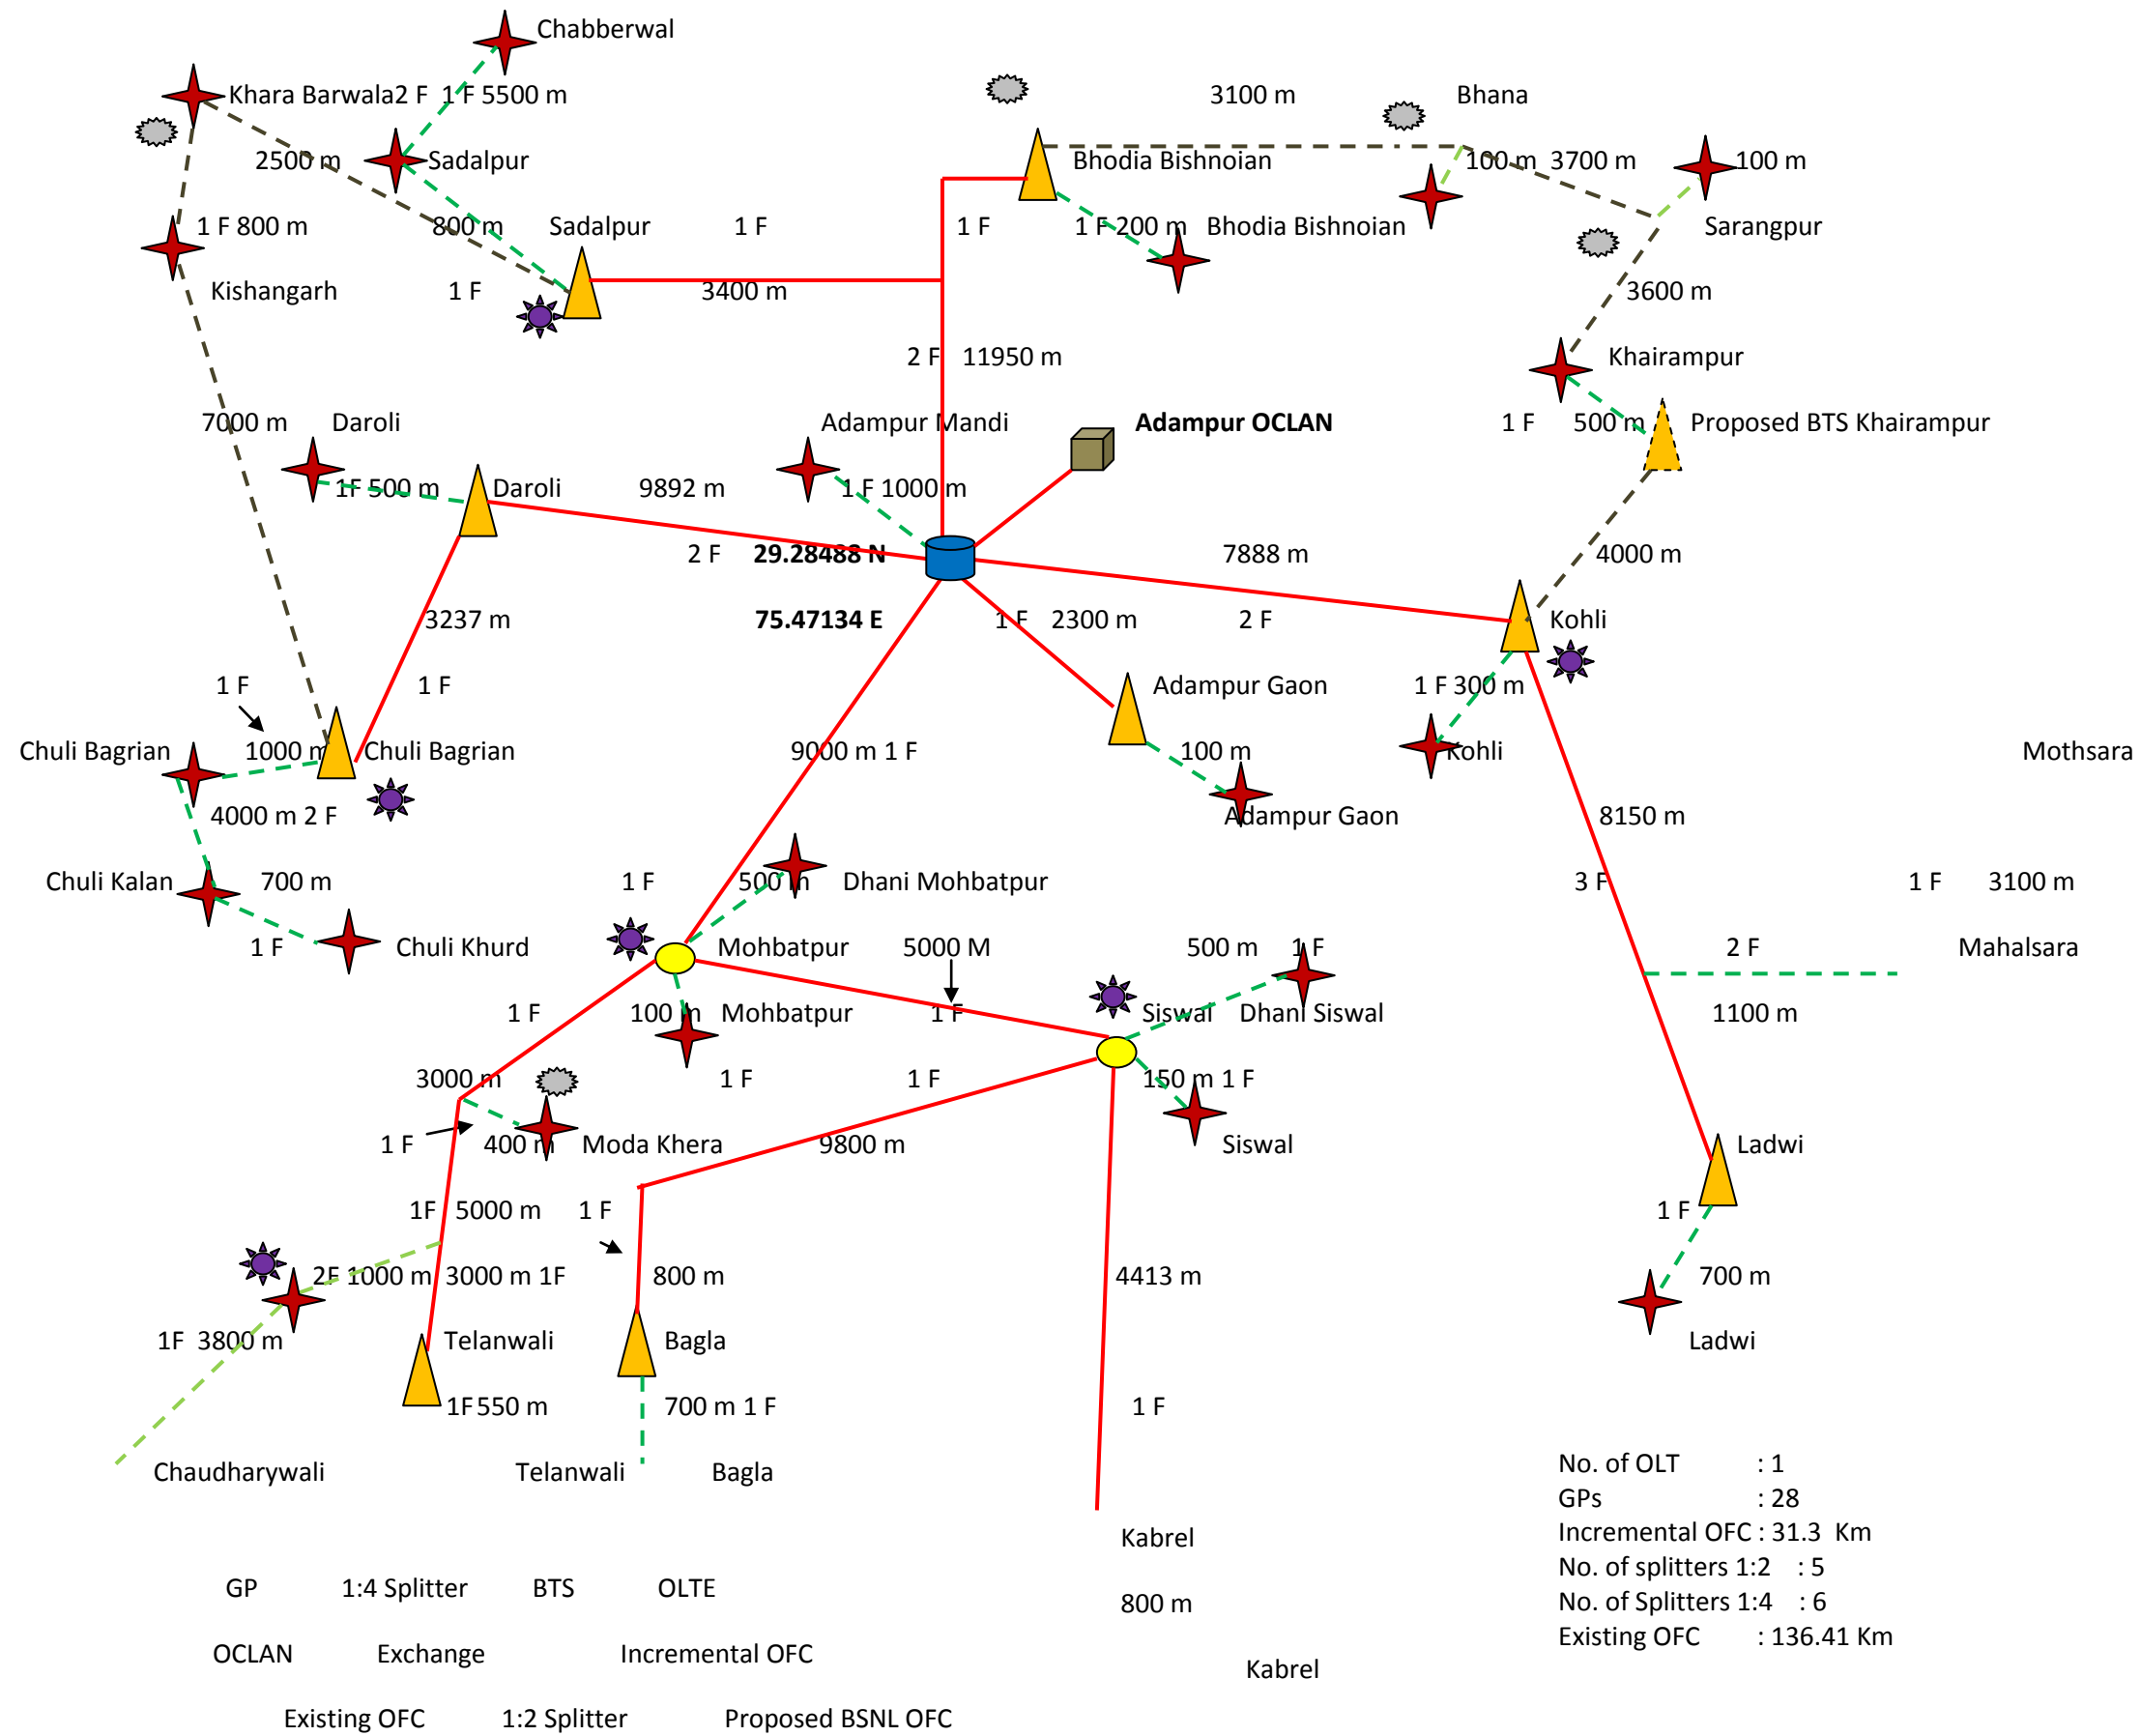 Chabberwal
Khara Barwala2 F 1 F 5500 m 3100 m Bhana
2500 m Sadalpur Bhodia Bishnoian 100 m 3700 m 100 m
1 F 800 m 800 m Sadalpur 1 F 1 F 1 F 200 m Bhodia Bishnoian Sarangpur
Kishangarh 1 F 3400 m 3600 m
2 F 11950 m Khairampur
7000 m Daroli Adampur Mandi Adampur OCLAN 1 F 500 m Proposed BTS Khairampur
1F 500 m Daroli 9892 m 1 F 1000 m
2 F 29.28488 N 7888 m 4000 m
3237 m 75.47134 E 1 F 2300 m 2 F Kohli
1 F 1 F Adampur Gaon 1 F 300 m
Chuli Bagrian 1000 m Chuli Bagrian 9000 m 1 F 100 m Kohli Mothsara
4000 m 2 F Adampur Gaon 8150 m
Chuli Kalan 700 m 1 F 500 m Dhani Mohbatpur 3 F 1 F 3100 m
1 F Chuli Khurd Mohbatpur 5000 M 500 m 1 F 2 F Mahalsara
1 F 100 m Mohbatpur 1 F Siswal Dhani Siswal 1100 m
3000 m 1 F 1 F 150 m 1 F
1 F 400 m Moda Khera 9800 m Siswal Ladwi
1F 5000 m 1 F 1 F
2F 1000 m 3000 m 1F 800 m 4413 m 700 m
1F 3800 m Telanwali Bagla Ladwi
1F 550 m 700 m 1 F 1 F
Chaudharywali Telanwali Bagla
No. of OLT : 1
GPs : 28
Incremental OFC : 31.3 Km
No. of splitters 1:2 : 5
No. of Splitters 1:4 : 6
Existing OFC : 136.41 Km
Kabrel
GP 1:4 Splitter BTS OLTE
800 m
OCLAN Exchange Incremental OFC
Kabrel
Existing OFC 1:2 Splitter Proposed BSNL OFC